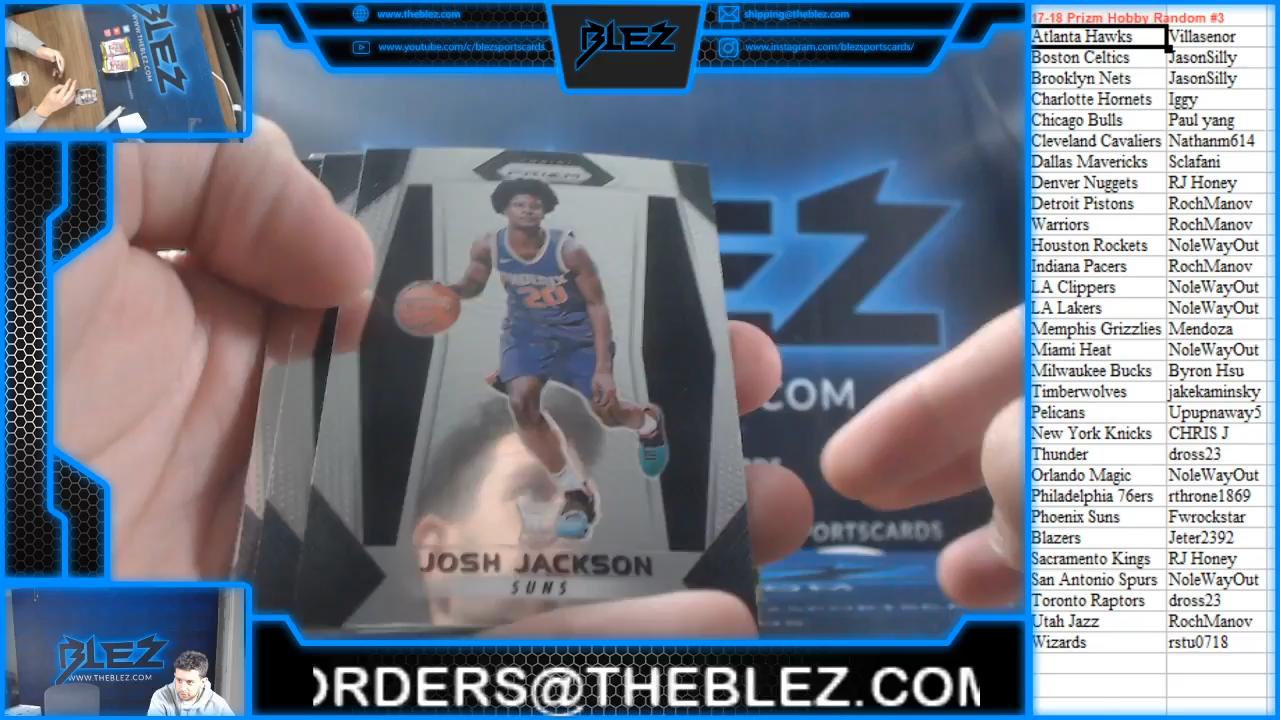 www.theblez.com
shipping@theblez.com
www.youtube.com/c/blezsportscards
www.instagram.com/blezsportscards/
BLEZ
PRIZM
PHOENIX
20
JOSH JACKSON
SUNS
.COM
PORTSCARDS
BLEZ
WWW.THEBLEZ.COM
ORDERS@THEBLEZ.COM
17-18 Prizm Hobby Random #3
Atlanta Hawks Villasenor
Boston Celtics JasonSilly
Brooklyn Nets JasonSilly
Charlotte Hornets Iggy
Chicago Bulls Paul yang
Cleveland Cavaliers Nathanm614
Dallas Mavericks Sclafani
Denver Nuggets RJ Honey
Detroit Pistons RochManov
Warriors RochManov
Houston Rockets NoleWayOut
Indiana Pacers RochManov
LA Clippers NoleWayOut
LA Lakers NoleWayOut
Memphis Grizzlies Mendoza
Miami Heat NoleWayOut
Milwaukee Bucks Byron Hsu
Timberwolves jakekaminsky
Pelicans Upupnaway5
New York Knicks CHRIS J
Thunder dross23
Orlando Magic NoleWayOut
Philadelphia 76ers rthrone1869
Phoenix Suns Fwrockstar
Blazers Jeter2392
Sacramento Kings RJ Honey
San Antonio Spurs NoleWayOut
Toronto Raptors dross23
Utah Jazz RochManov
Wizards rstu0718